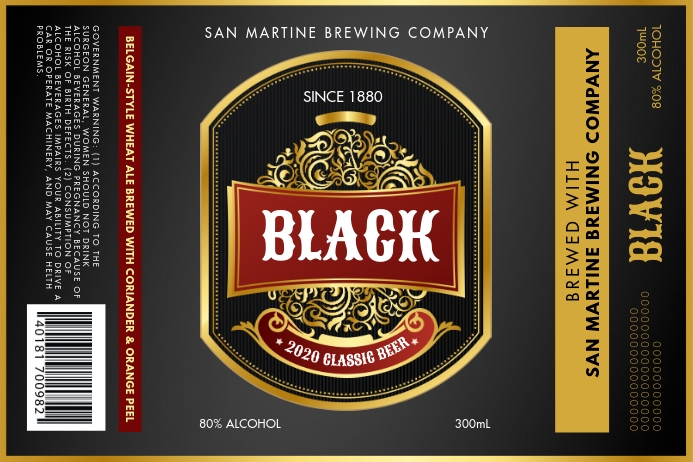 GOVERNMENT WARNING: (1) ACCORDING TO THE
SURGEON GENERAL, WOMEN SHOULD NOT DRINK
ALCOHOL BEVERAGES DURING PREGNANCY BECAUSE OF
THE RISK OF BIRTH DEFECTS. (2) CONSUMPTION OF
ALCOHOL BEVERAGES IMPAIRS YOUR ABILITY TO DRIVE A
CAR OR OPERATE MACHINERY, AND MAY CAUSE HELTH
PROBLEMS.
40181 700982
BELGAIN-STYLE WHEAT ALE BREWED WITH CORIANDER & ORANGE PEEL
SAN MARTINE BREWING COMPANY
SINCE 1880
BLACK
2020 CLASSIC BEER
80% ALCOHOL
300mL
BREWED WITH
SAN MARTINE BREWING COMPANY
300mL
80% ALCOHOL
BLACK